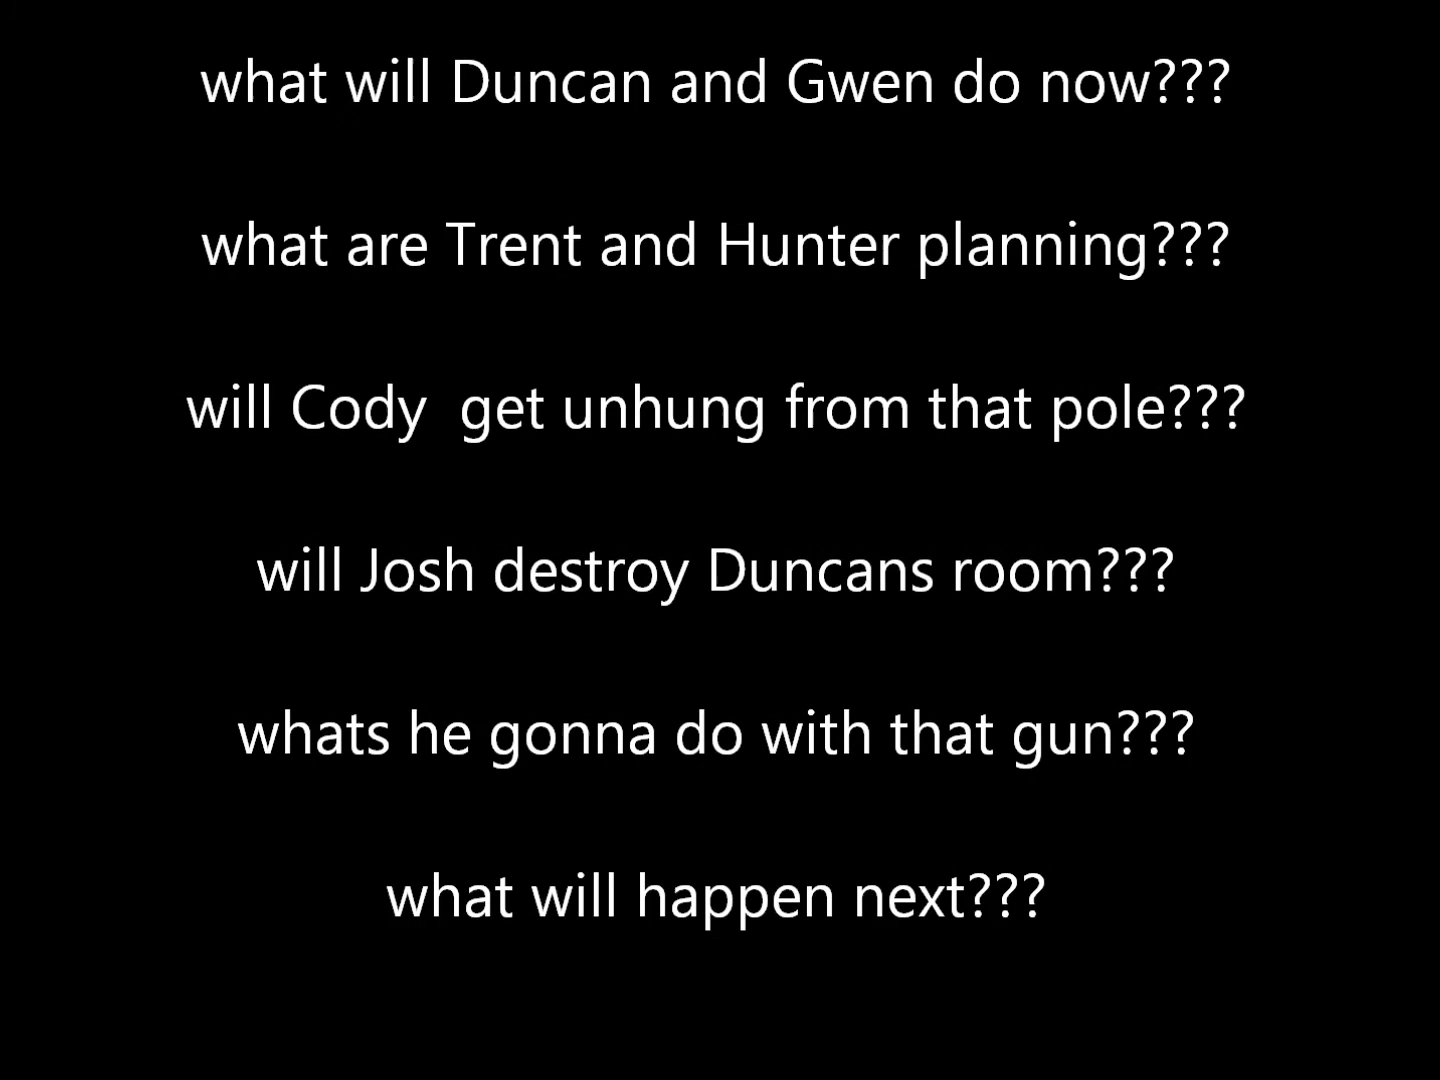 what will Duncan and Gwen do now???
what are Trent and Hunter planning???
will Cody  get unhung from that pole???
will Josh destroy Duncans room???
whats he gonna do with that gun???
what will happen next???